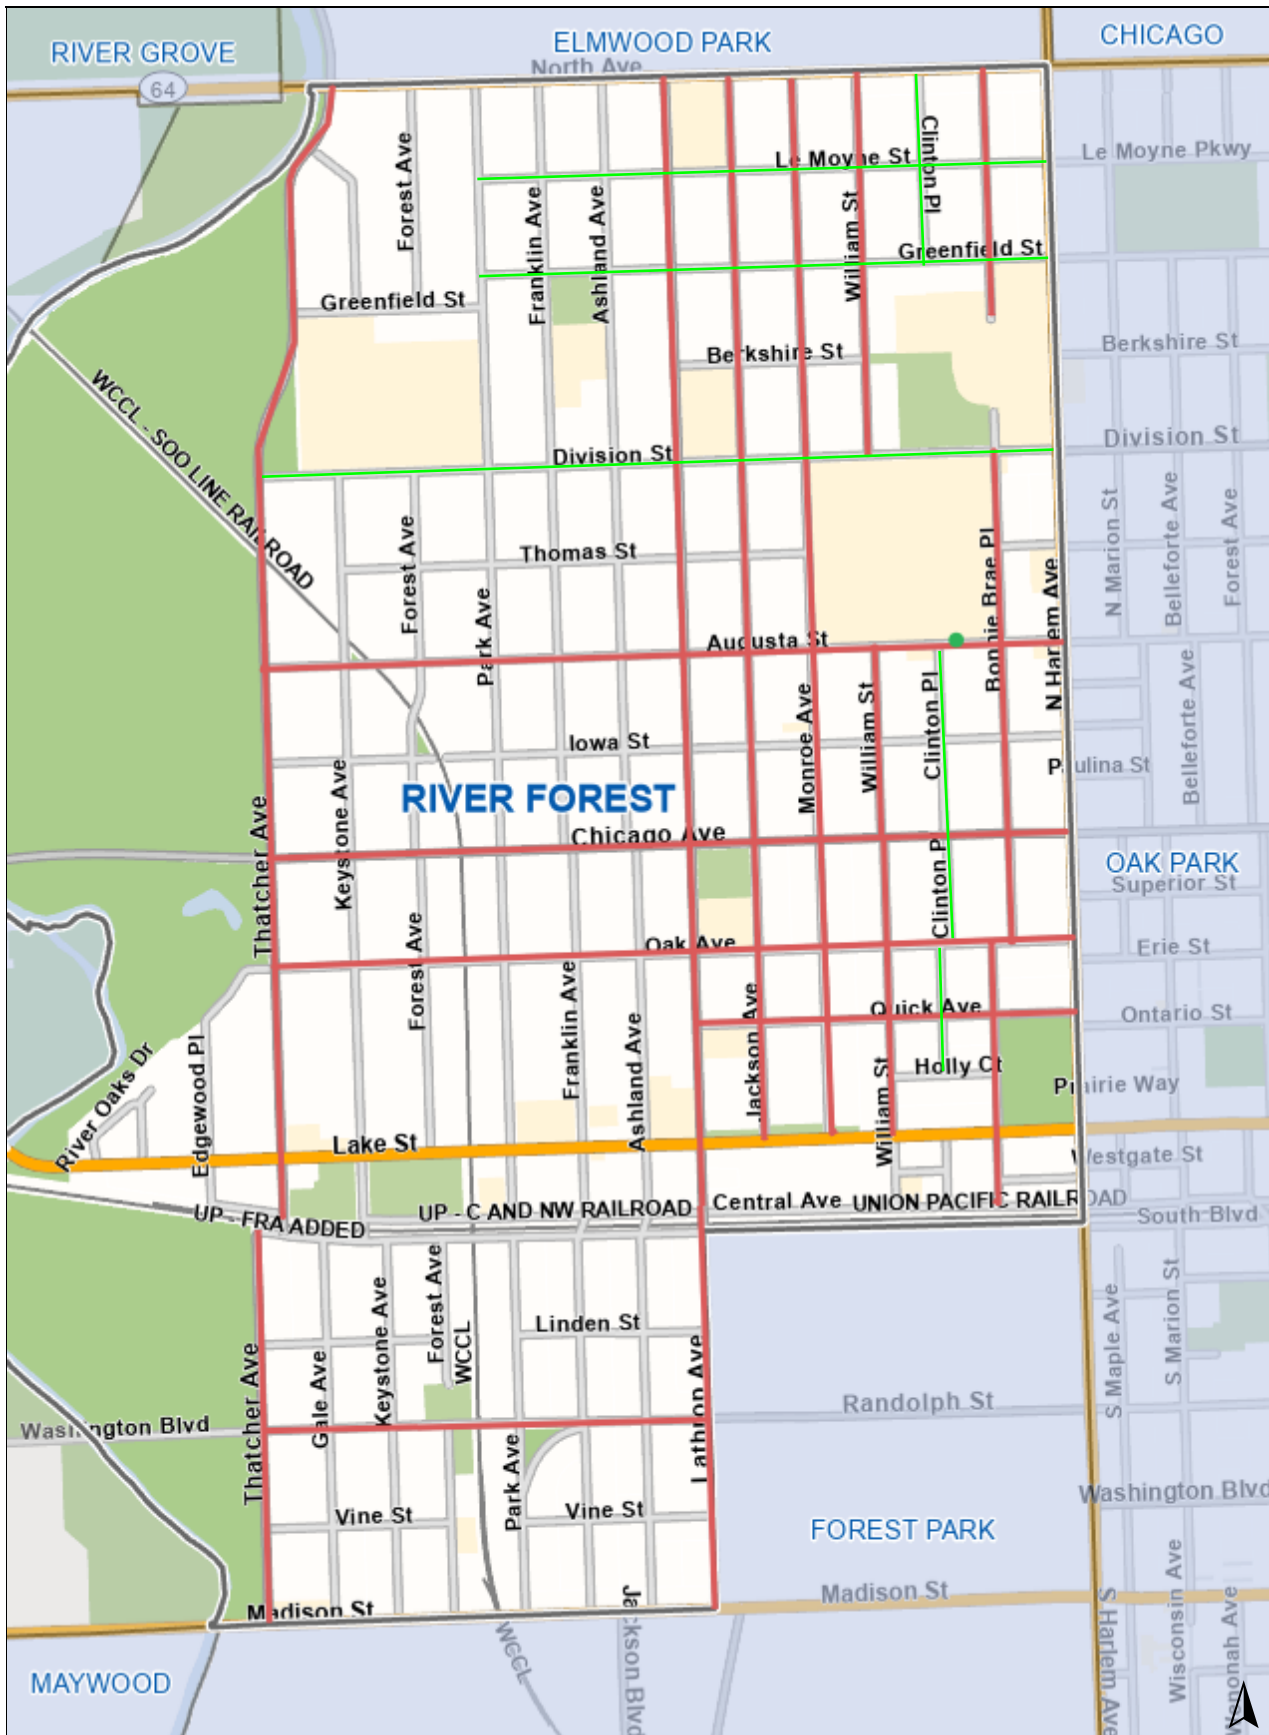 RIVER GROVE
ELMWOOD PARK
CHICAGO
North Ave
64
Clinton Pl
Le Moyne St
Le Moyne Pkwy
Forest Ave
Franklin Ave
Ashland Ave
William St
Greenfield St
Greenfield St
Berkshire St
Berkshire St
WCCL - SOO LINE RAILROAD
Division St
Division St
N Marion St
Belleforte Ave
Forest Ave
Forest Ave
Thomas St
Bonnie Brae Pl
N Harlem Ave
Park Ave
Augusta St
Belleforte Ave
Monroe Ave
William St
Clinton Pl
Iowa St
Paulina St
Keystone Ave
RIVER FOREST
Thatcher Ave
Chicago Ave
Clinton P
OAK PARK
Superior St
Forest Ave
Oak Ave
Erie St
Franklin Ave
Jackson Ave
Quick Ave
Ontario St
Ashland Ave
River Oaks Dr
Edgewood Pl
William St
Holly Ct
Prairie Way
Lake St
Westgate St
UP - FRA ADDED
UP - C AND NW RAILROAD
Central Ave
UNION PACIFIC RAILROAD
South Blvd
Forest Ave
WCCL
Keystone Ave
Linden St
S Maple Ave
S Marion St
Thatcher Ave
Gale Ave
Lathrop Ave
Randolph St
Washington Blvd
Park Ave
Washington Blvd
Vine St
Vine St
FOREST PARK
Madison St
Madison St
Jackson Blvd
S Harlem Ave
Wisconsin Ave
Wenonah Ave
WCCL
MAYWOOD